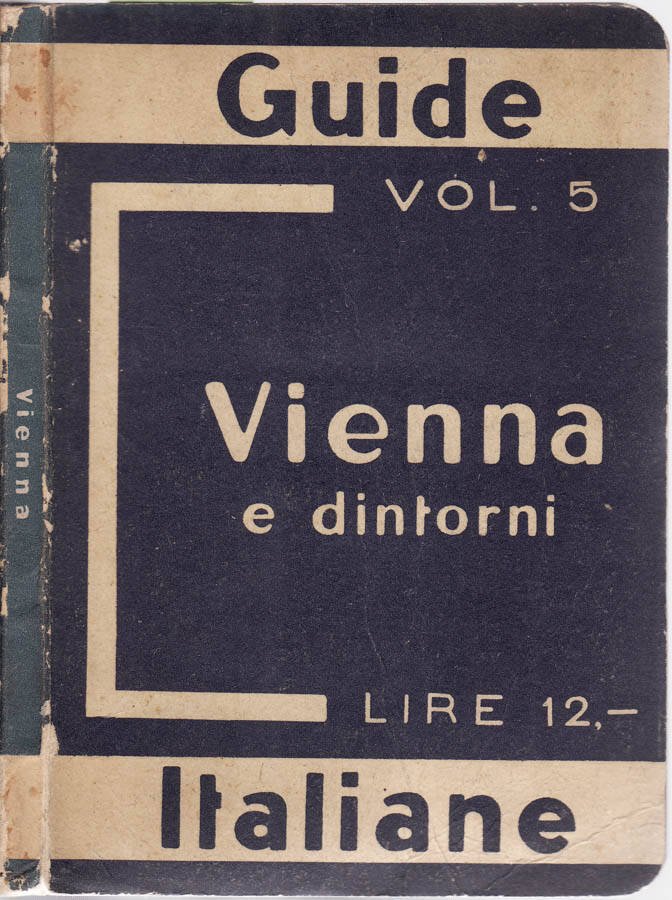 Guide
VOL. 5
Vienna
e dintorni
LIRE 12,–
Italiane
Vienna